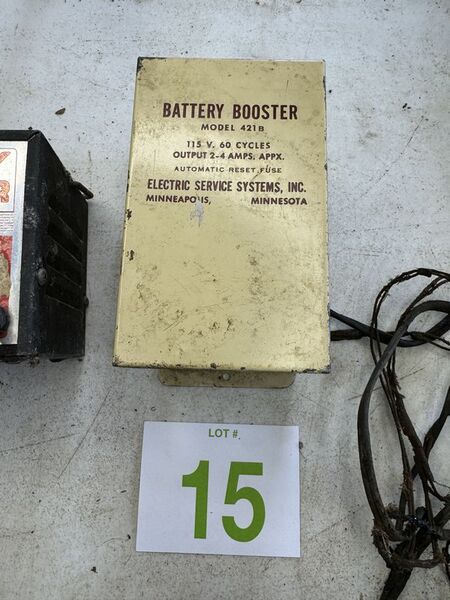 BATTERY BOOSTER
MODEL 421B
115 V. 60 CYCLES
OUTPUT 2-4 AMPS. APPX.
AUTOMATIC RESET FUSE
ELECTRIC SERVICE SYSTEMS, INC.
MINNEAPOLIS, MINNESOTA
LOT #
15